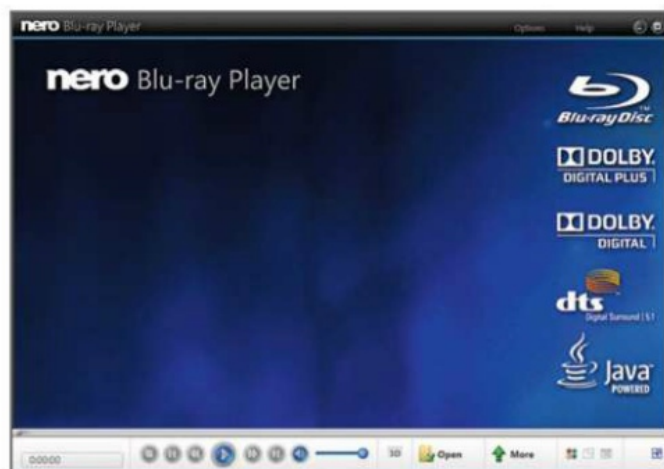 nero Blu-ray Player
Options Help
nero Blu-ray Player
Blu-ray Disc
TM
DOLBY.
DIGITAL PLUS
DOLBY.
DIGITAL
dts
Digital Surround | 5.1
Java
POWERED
0:00:00
3D
Open
More